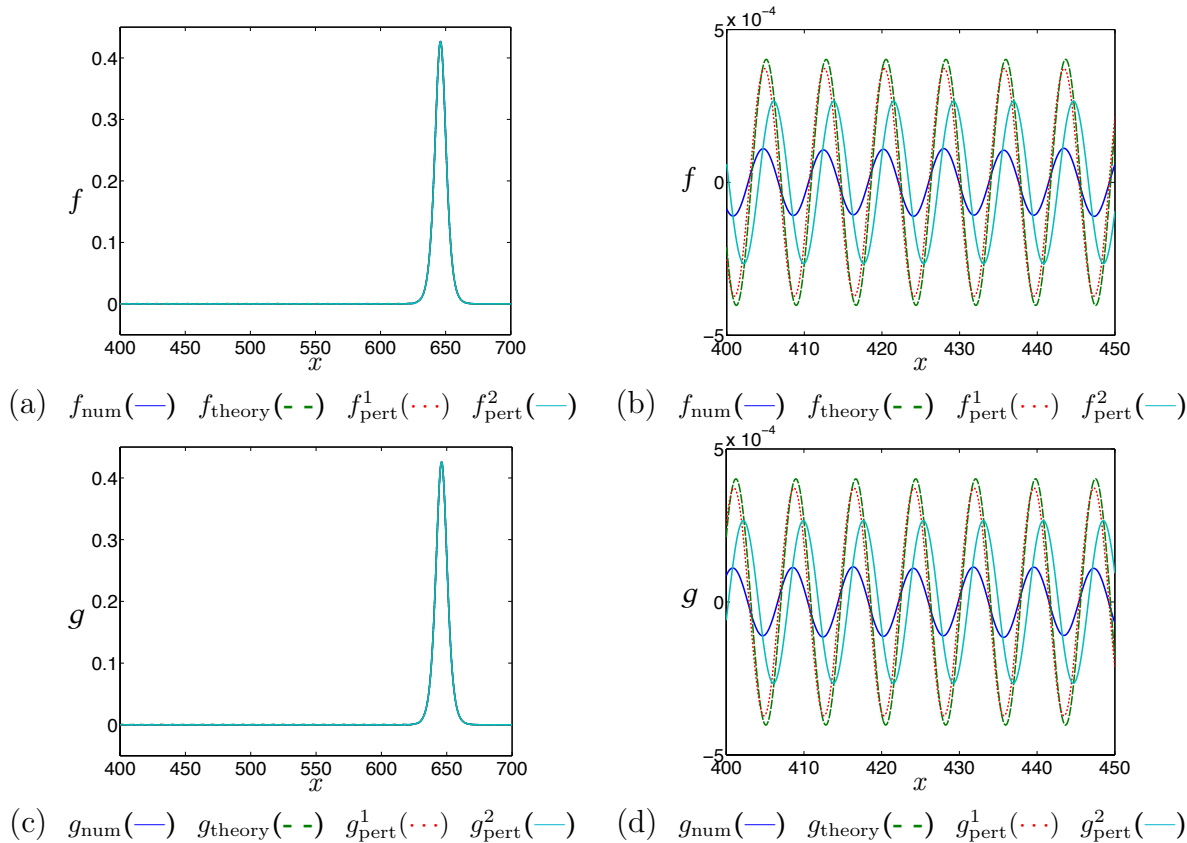 0.4
0.3
0.2
0.1
0
f
400 450 500 550 600 650 700
x
(a) f_num(—) f_theory(- -) f^1_pert(···) f^2_pert(—)
5 x 10^-4
0
-5
f
400 410 420 430 440 450
x
(b) f_num(—) f_theory(- -) f^1_pert(···) f^2_pert(—)
0.4
0.3
0.2
0.1
0
g
400 450 500 550 600 650 700
x
(c) g_num(—) g_theory(- -) g^1_pert(···) g^2_pert(—)
5 x 10^-4
0
-5
g
400 410 420 430 440 450
x
(d) g_num(—) g_theory(- -) g^1_pert(···) g^2_pert(—)